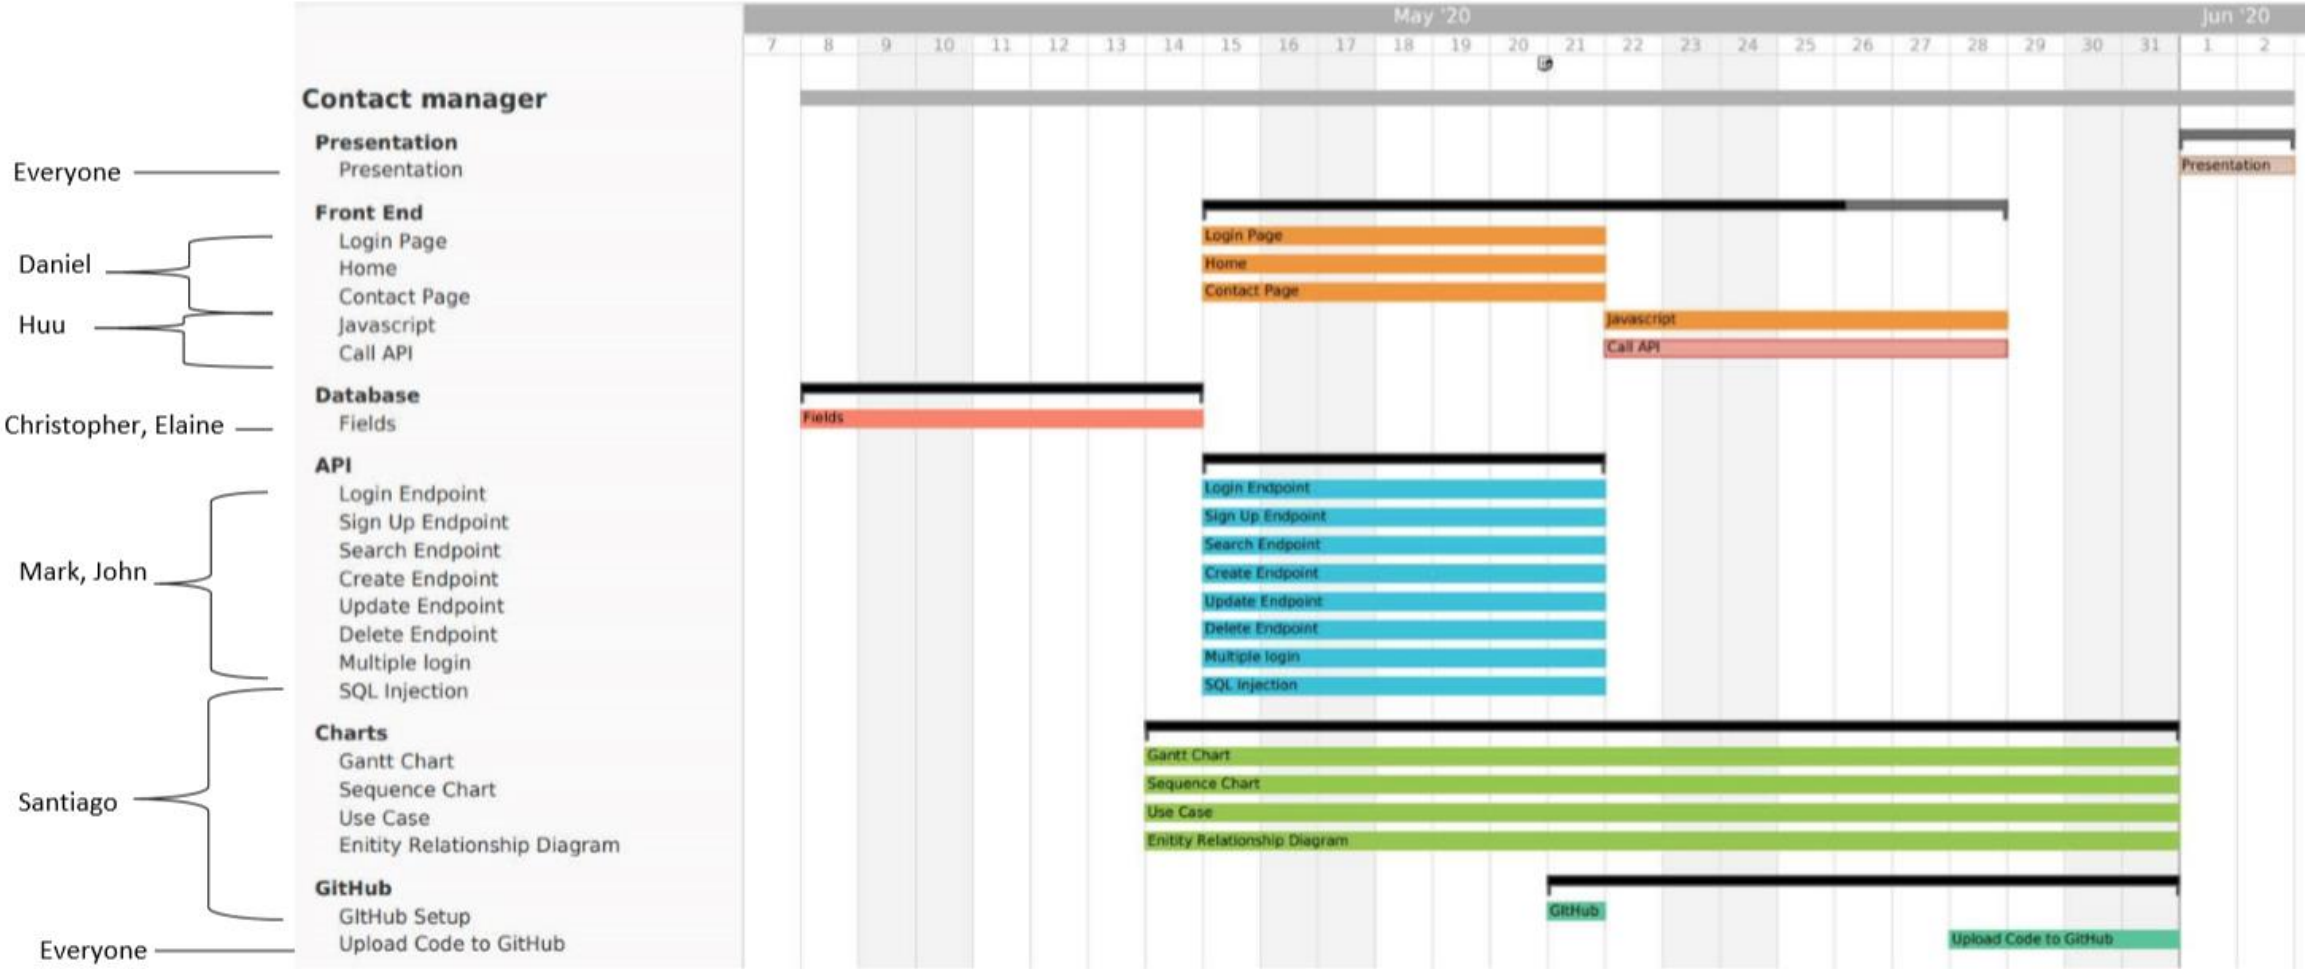 May '20 Jun '20
7 8 9 10 11 12 13 14 15 16 17 18 19 20 21 22 23 24 25 26 27 28 29 30 31 1 2
Contact manager
Presentation
Everyone Presentation Presentation
Front End
Login Page Login Page
Daniel Home Home
Contact Page Contact Page
Huu Javascript Javascript
Call API Call API
Database
Christopher, Elaine Fields Fields
API
Login Endpoint Login Endpoint
Sign Up Endpoint Sign Up Endpoint
Search Endpoint Search Endpoint
Mark, John Create Endpoint Create Endpoint
Update Endpoint Update Endpoint
Delete Endpoint Delete Endpoint
Multiple login Multiple login
SQL Injection SQL Injection
Charts
Gantt Chart Gantt Chart
Sequence Chart Sequence Chart
Santiago Use Case Use Case
Enitity Relationship Diagram Enitity Relationship Diagram
GitHub
GItHub Setup GItHub
Everyone Upload Code to GitHub Upload Code to GitHub